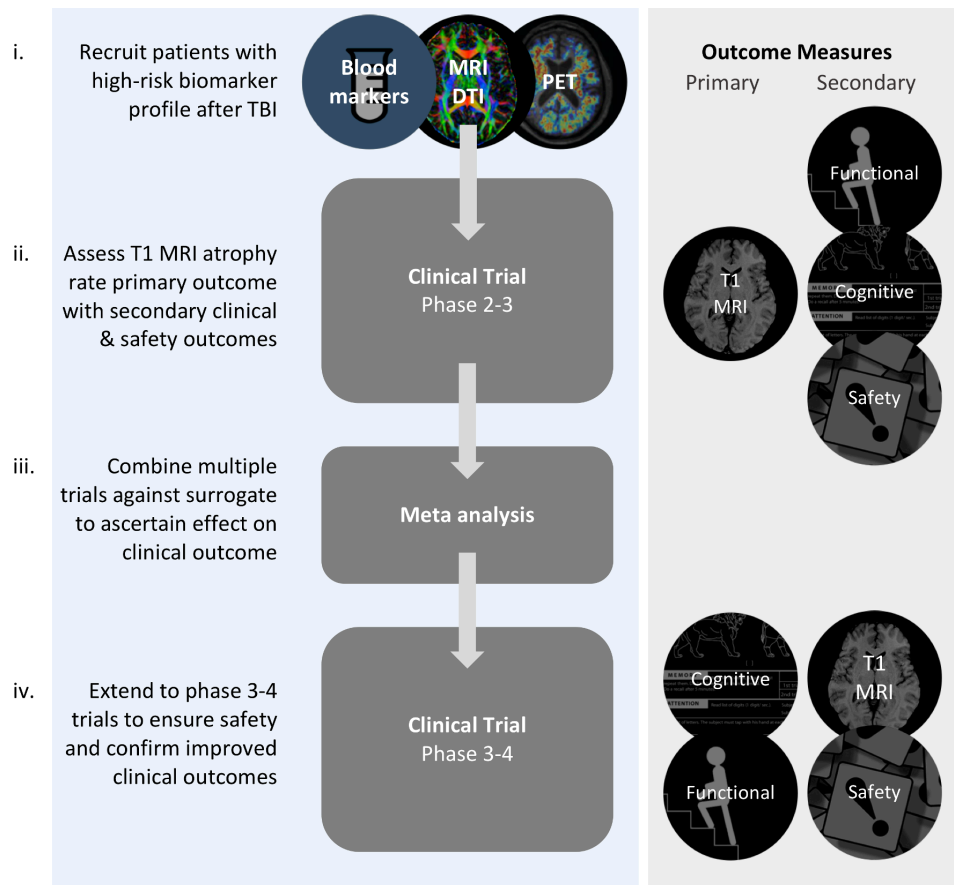 i.
Recruit patients with
high-risk biomarker
profile after TBI
Blood
markers
MRI
DTI
PET
Outcome Measures
Primary
Secondary
Functional
ii.
Assess T1 MRI atrophy
rate primary outcome
with secondary clinical
& safety outcomes
Clinical Trial
Phase 2-3
T1
MRI
Cognitive
ATTENTION
Safety
iii.
Combine multiple
trials against surrogate
to ascertain effect on
clinical outcome
Meta analysis
iv.
Extend to phase 3-4
trials to ensure safety
and confirm improved
clinical outcomes
Clinical Trial
Phase 3-4
Cognitive
ATTENTION
T1
MRI
Functional
Safety